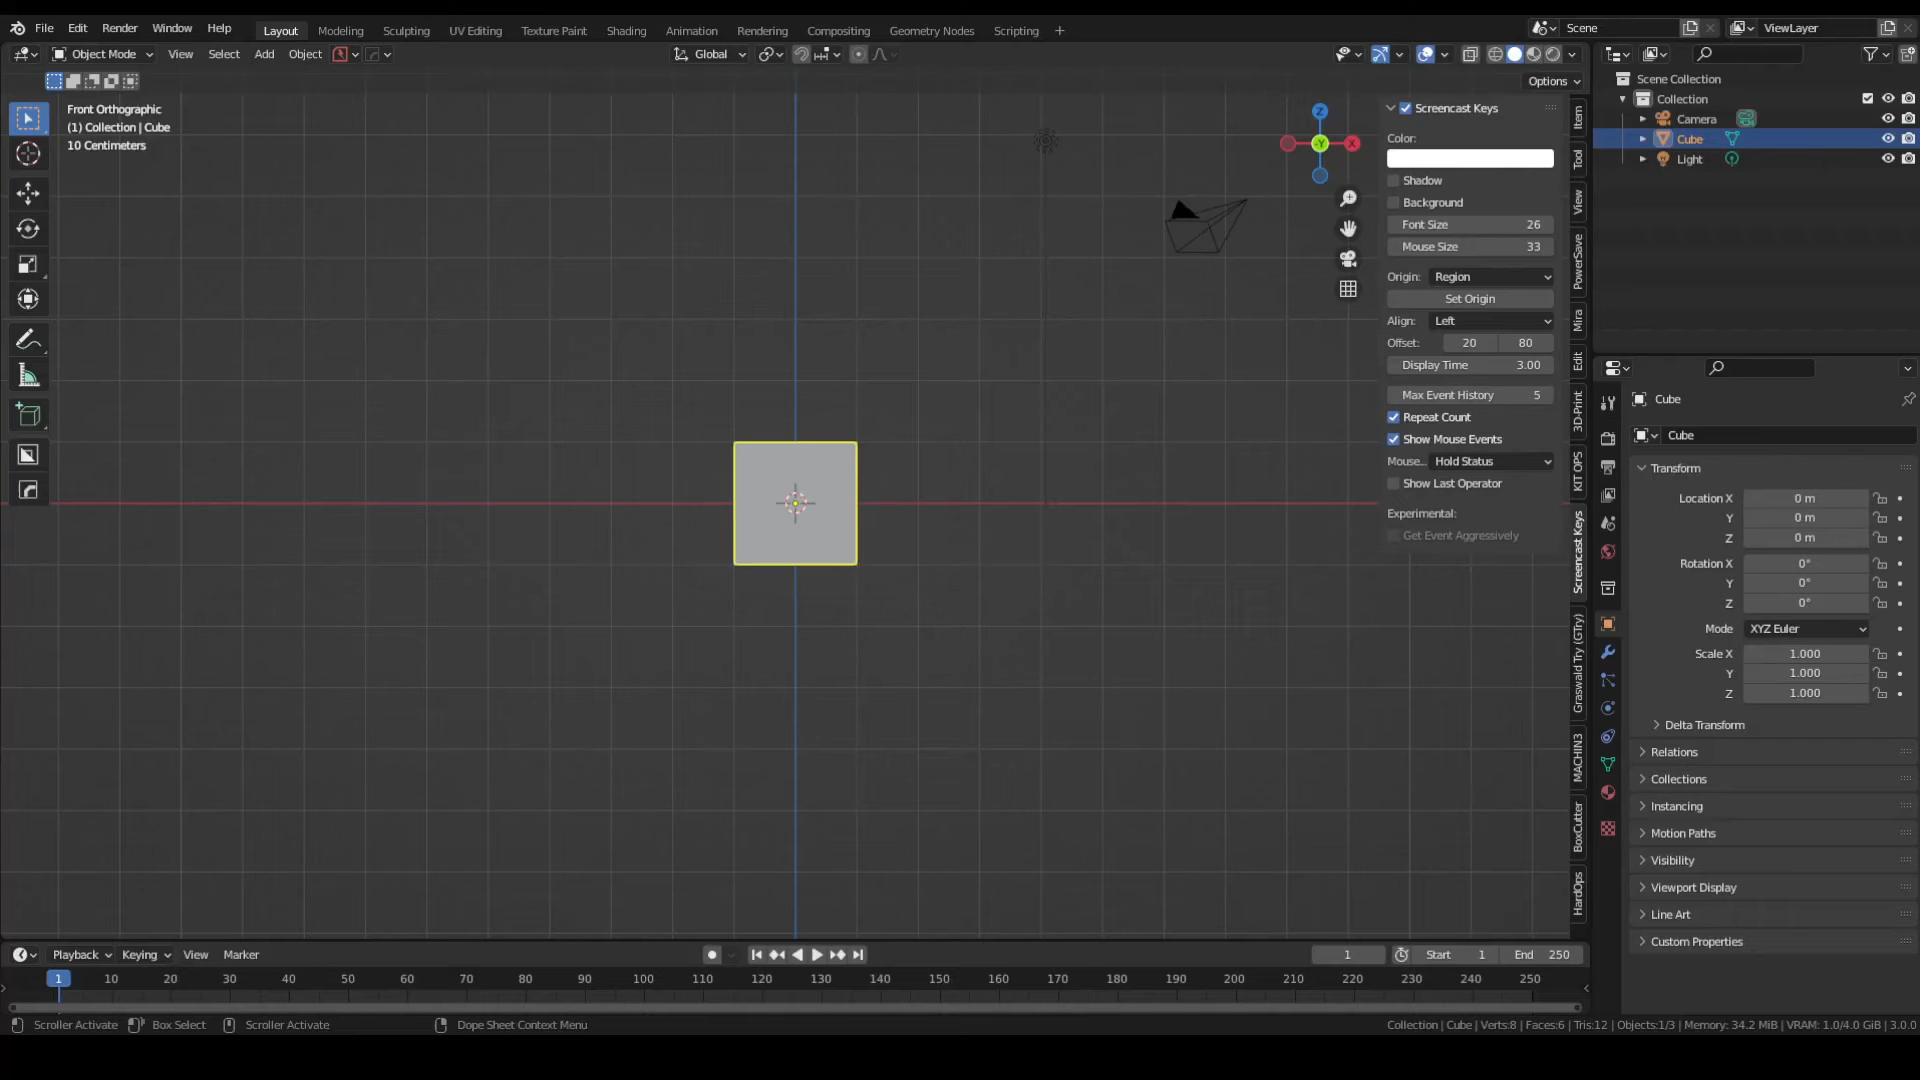 File Edit Render Window Help Layout Modeling Sculpting UV Editing Texture Paint Shading Animation Rendering Compositing Geometry Nodes Scripting + Scene ViewLayer
Object Mode View Select Add Object Global
Options
Front Orthographic
(1) Collection | Cube
10 Centimeters
Z
-Y
X
Screencast Keys
Color:
Shadow
Background
Font Size 26
Mouse Size 33
Origin: Region
Set Origin
Align: Left
Offset: 20 80
Display Time 3.00
Max Event History 5
Repeat Count
Show Mouse Events
Mouse... Hold Status
Show Last Operator
Experimental:
Get Event Aggressively
Item
Tool
View
PowerSave
Mira
Edit
3D-Print
KIT OPS
Screencast Keys
Graswald Try (GTry)
MACHIN3
BoxCutter
HardOps
Scene Collection
Collection
Camera
Cube
Light
Cube
Cube
Transform
Location X 0 m
Y 0 m
Z 0 m
Rotation X 0°
Y 0°
Z 0°
Mode XYZ Euler
Scale X 1.000
Y 1.000
Z 1.000
Delta Transform
Relations
Collections
Instancing
Motion Paths
Visibility
Viewport Display
Line Art
Custom Properties
Playback Keying View Marker 1 Start 1 End 250
1 10 20 30 40 50 60 70 80 90 100 110 120 130 140 150 160 170 180 190 200 210 220 230 240 250
Scroller Activate Box Select Scroller Activate Dope Sheet Context Menu Collection | Cube | Verts:8 | Faces:6 | Tris:12 | Objects:1/3 | Memory: 34.2 MiB | VRAM: 1.0/4.0 GiB | 3.0.0